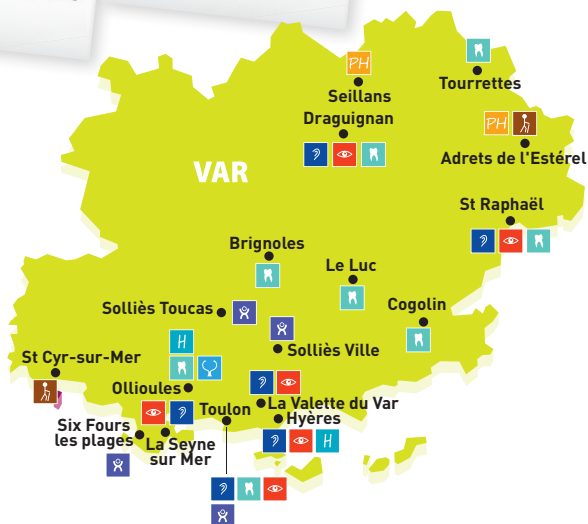 PH
Tourrettes
Seillans
Draguignan
PH
Adrets de l'Estérel
VAR
St Raphaël
Brignoles
Le Luc
Solliès Toucas
Cogolin
H
Solliès Ville
St Cyr-sur-Mer
Ollioules
La Valette du Var
Toulon
Hyères
Six Fours
les plages
La Seyne
sur Mer
H